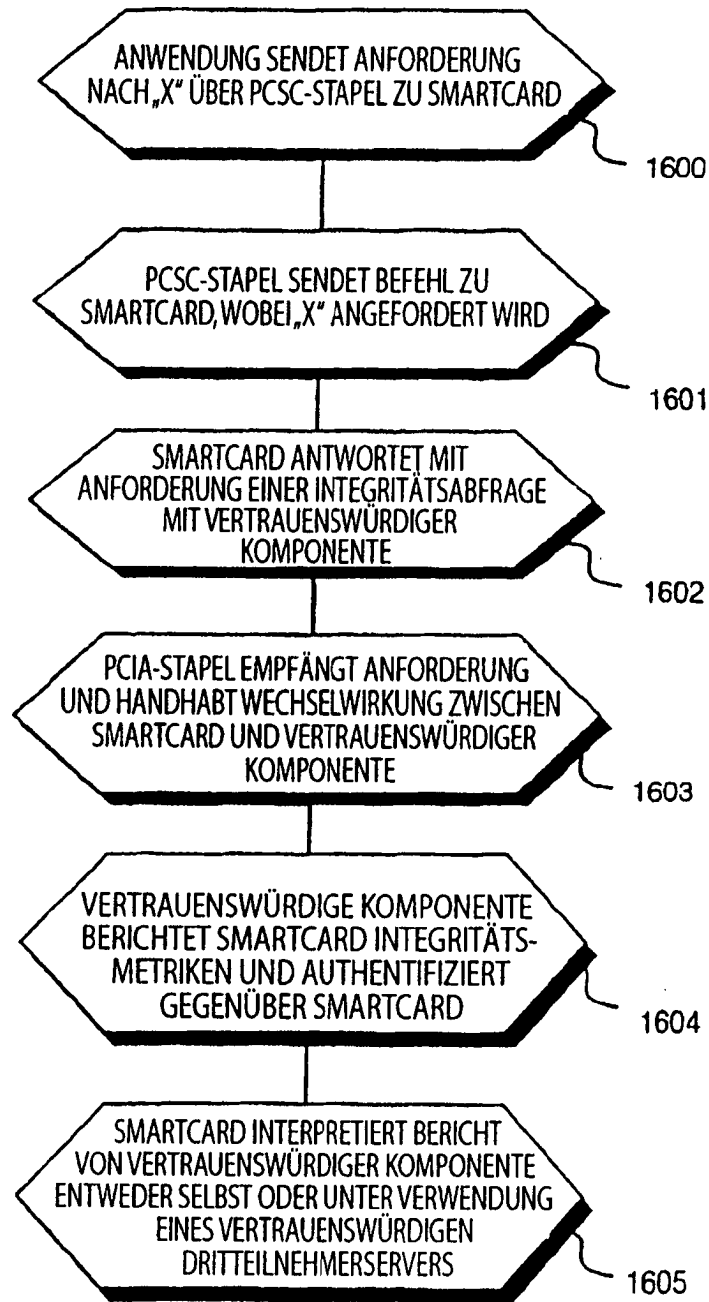 ANWENDUNG SENDET ANFORDERUNG
NACH „X“ ÜBER PCSC-STAPEL ZU SMARTCARD
1600
PCSC-STAPEL SENDET BEFEHL ZU
SMARTCARD, WOBEI „X“ ANGEFORDERT WIRD
1601
SMARTCARD ANTWORTET MIT
ANFORDERUNG EINER INTEGRITÄTSABFRAGE
MIT VERTRAUENSWÜRDIGER
KOMPONENTE
1602
PCIA-STAPEL EMPFÄNGT ANFORDERUNG
UND HANDHABT WECHSELWIRKUNG ZWISCHEN
SMARTCARD UND VERTRAUENSWÜRDIGER
KOMPONENTE
1603
VERTRAUENSWÜRDIGE KOMPONENTE
BERICHTET SMARTCARD INTEGRITÄTS-
METRIKEN UND AUTHENTIFIZIERT
GEGENÜBER SMARTCARD
1604
SMARTCARD INTERPRETIERT BERICHT
VON VERTRAUENSWÜRDIGER KOMPONENTE
ENTWEDER SELBST ODER UNTER VERWENDUNG
EINES VERTRAUENSWÜRDIGEN
DRITTEILNEHMERSERVERS
1605